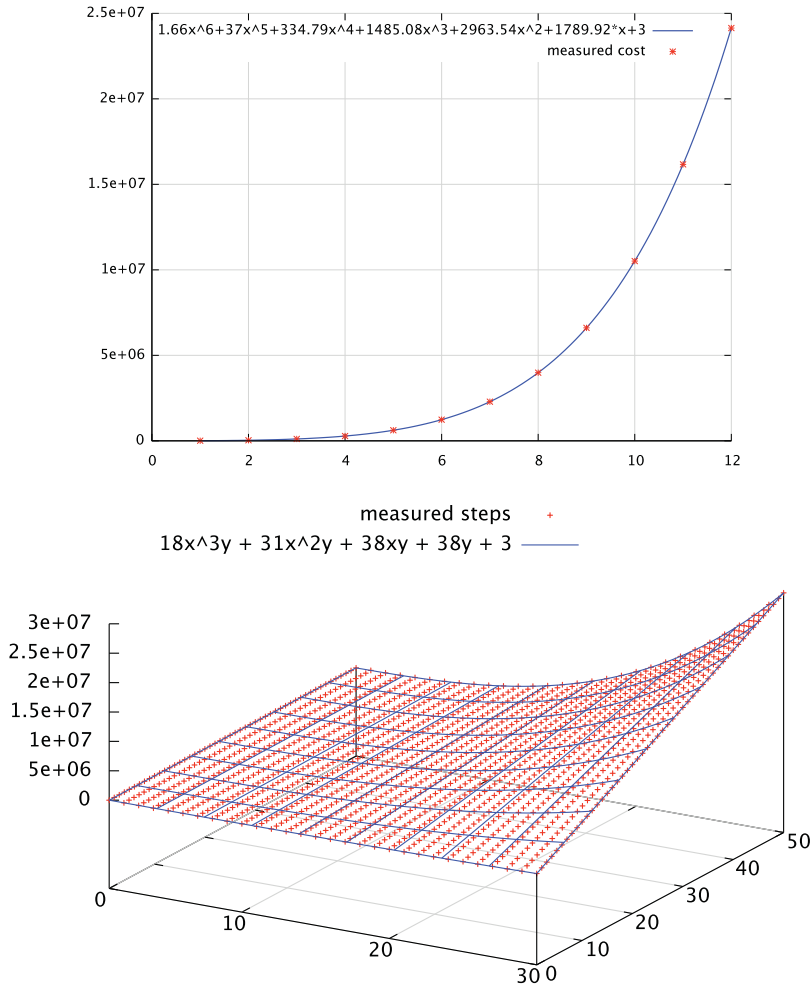 2.5e+07
1.66x^6+37x^5+334.79x^4+1485.08x^3+2963.54x^2+1789.92*x+3
measured cost
2e+07
1.5e+07
1e+07
5e+06
0
0 2 4 6 8 10 12
measured steps
18x^3y + 31x^2y + 38xy + 38y + 3
3e+07
2.5e+07
2e+07
1.5e+07
1e+07
5e+06
0
0
10
20
30
0
10
20
30
40
50